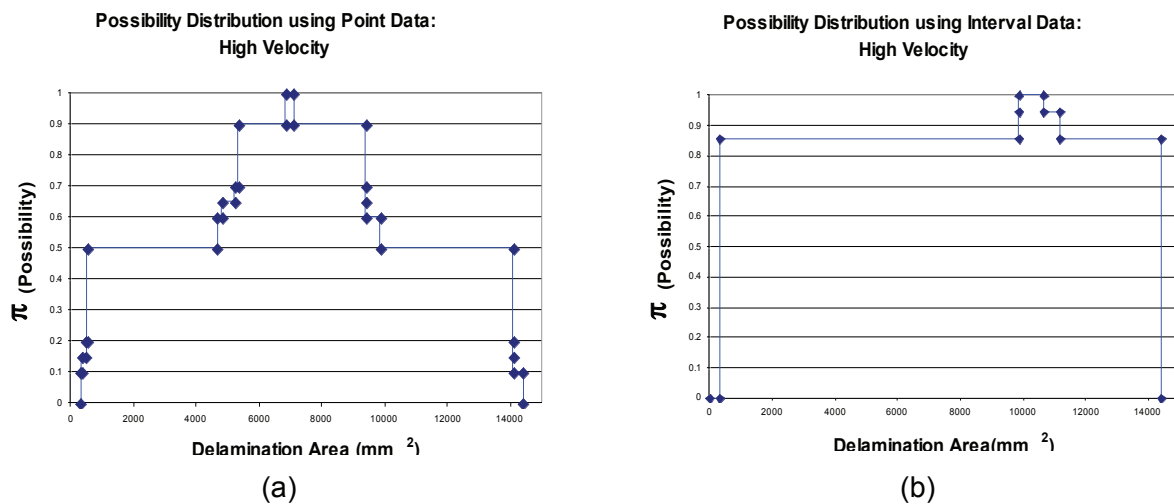 Possibility Distribution using Point Data:
High Velocity
π (Possibility)
1
0.9
0.8
0.7
0.6
0.5
0.4
0.3
0.2
0.1
0
0 2000 4000 6000 8000 10000 12000 14000
Delamination Area (mm 2)
(a)
Possibility Distribution using Interval Data:
High Velocity
π (Possibility)
1
0.9
0.8
0.7
0.6
0.5
0.4
0.3
0.2
0.1
0
0 2000 4000 6000 8000 10000 12000 14000
Delamination Area(mm 2)
(b)